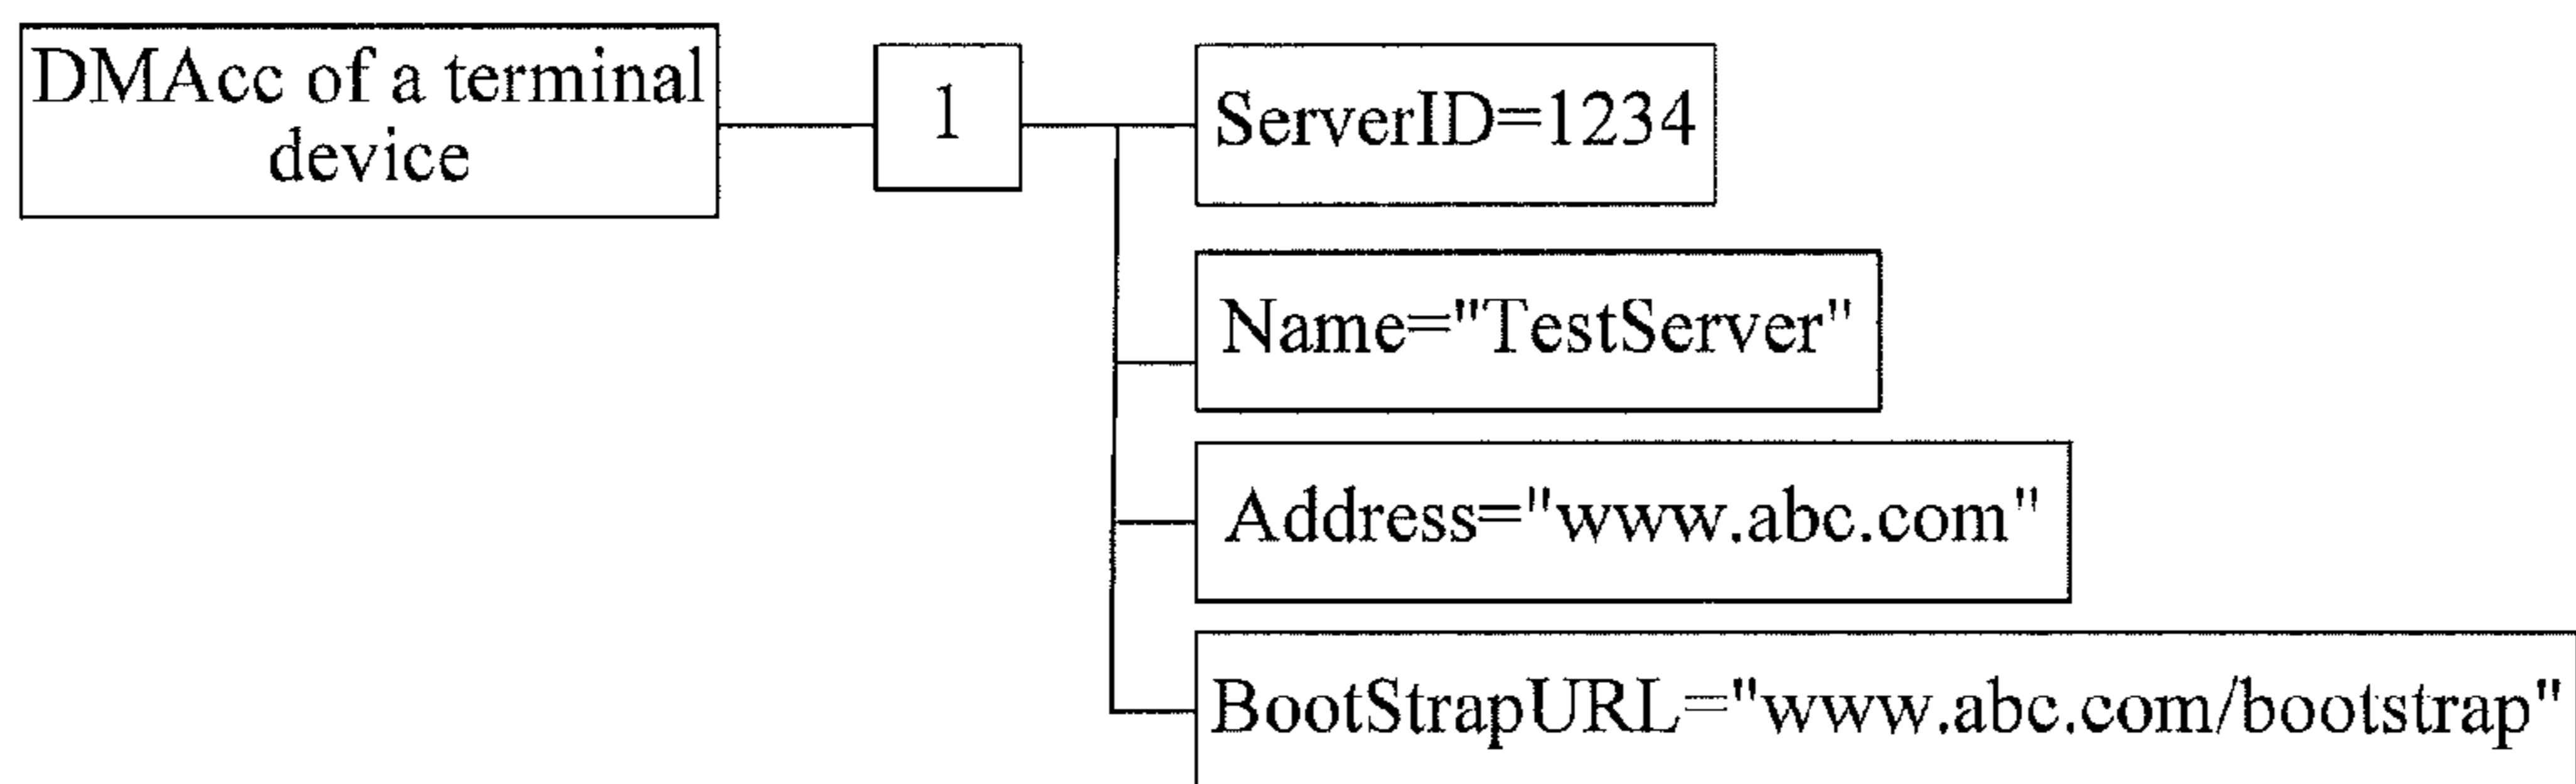 DMAcc of a terminal
device
1
ServerID=1234
Name="TestServer"
Address="www.abc.com"
BootStrapURL="www.abc.com/bootstrap"